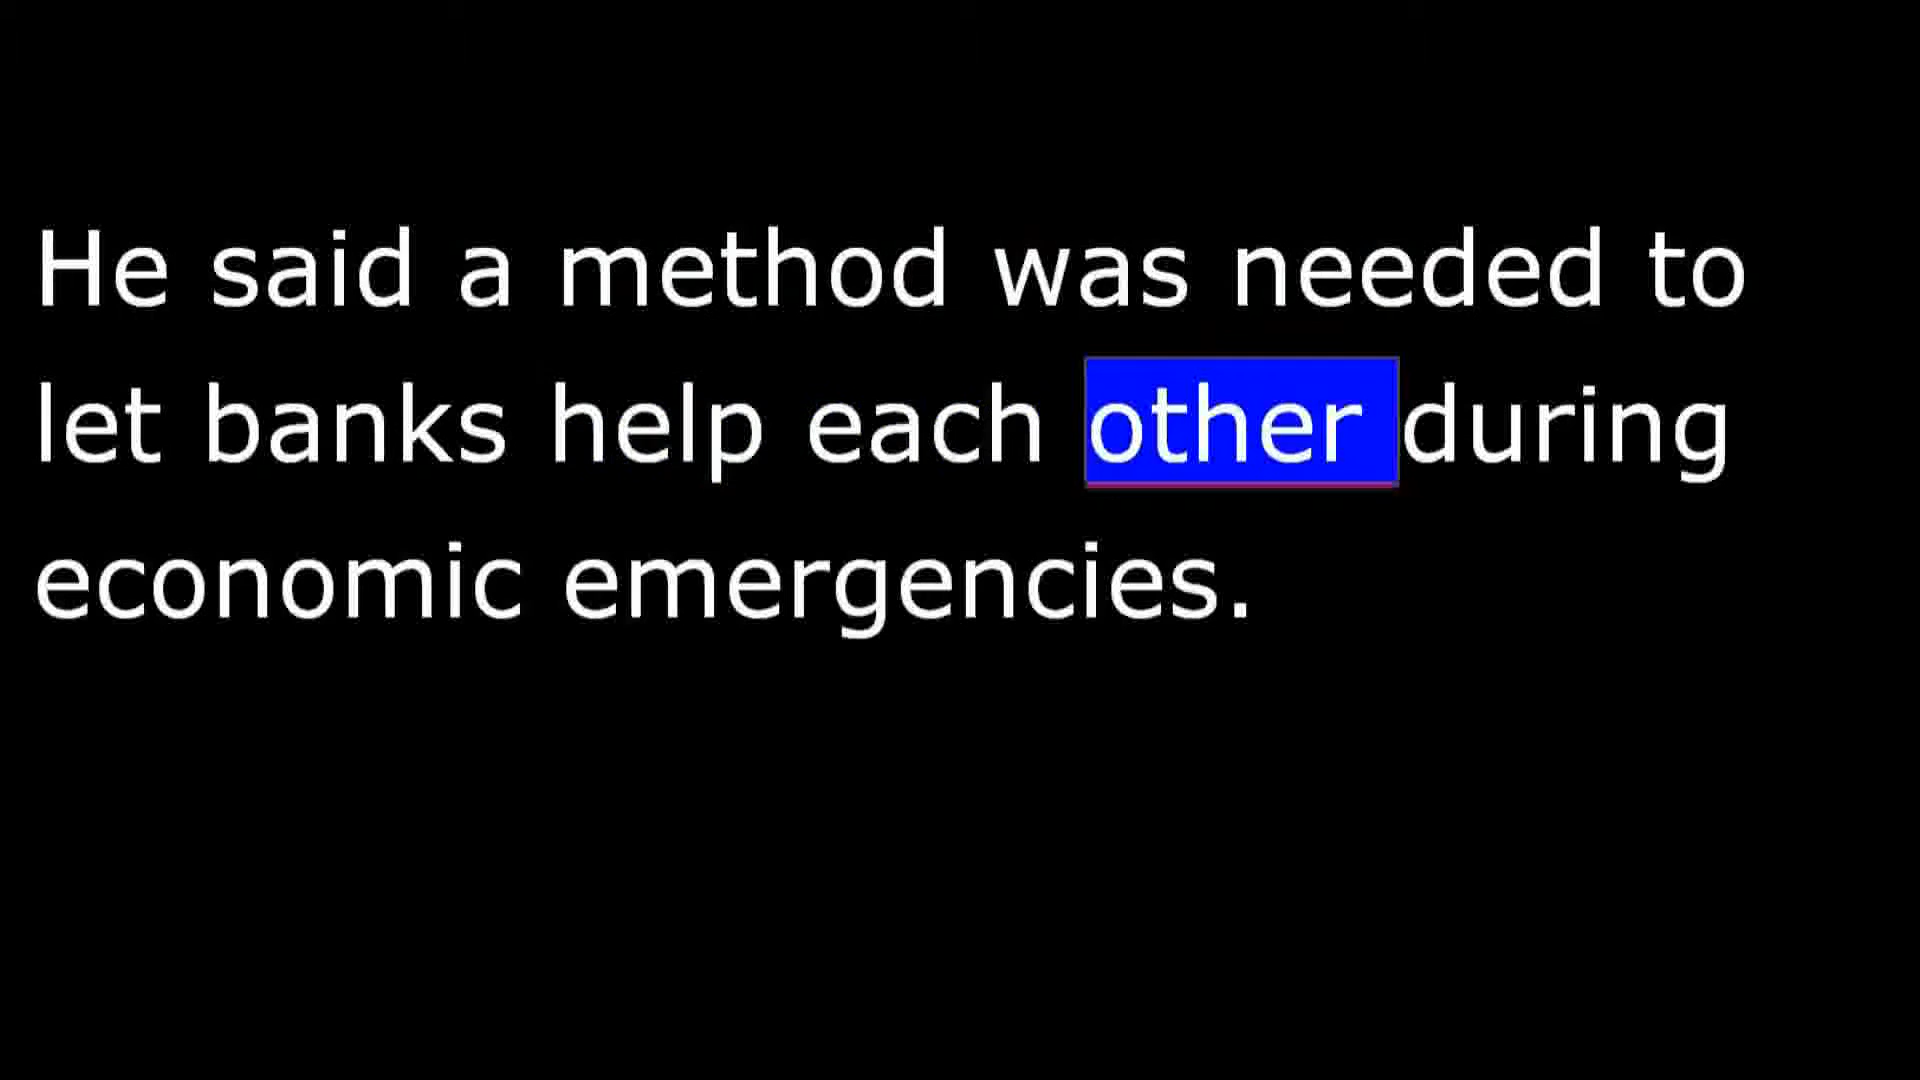 He said a method was needed to
let banks help each other during
economic emergencies.